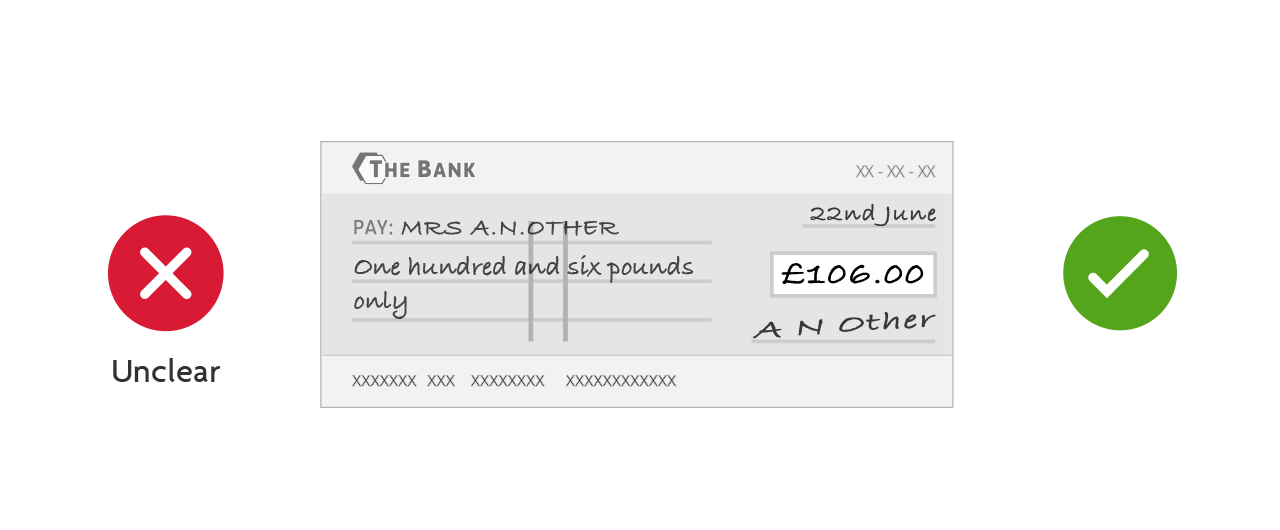 THE BANK
XX - XX - XX
22nd June
PAY: MRS A.N.OTHER
One hundred and six pounds
only
£106.00
A N Other
XXXXXXX XXX XXXXXXXX XXXXXXXXXXXX
Unclear